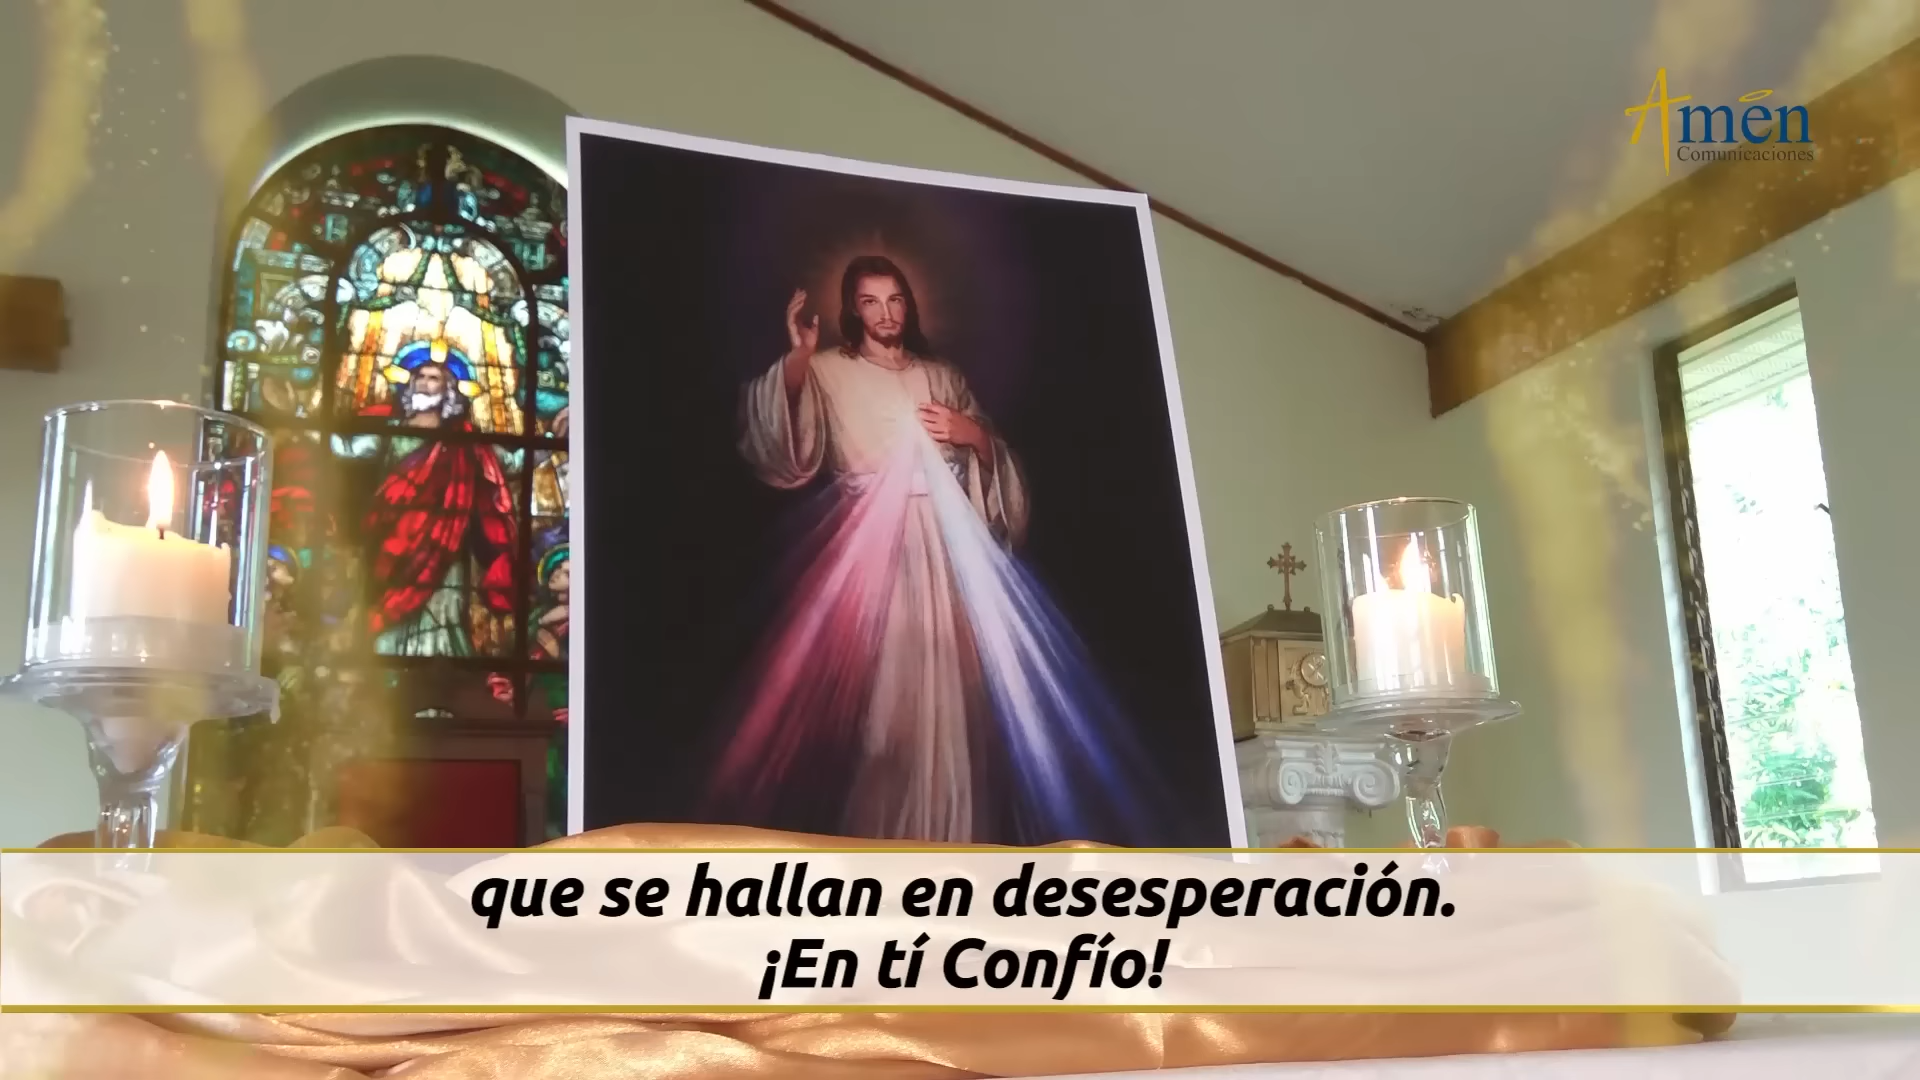 Amén
Comunicaciones
que se hallan en desesperación.
¡En tí Confío!